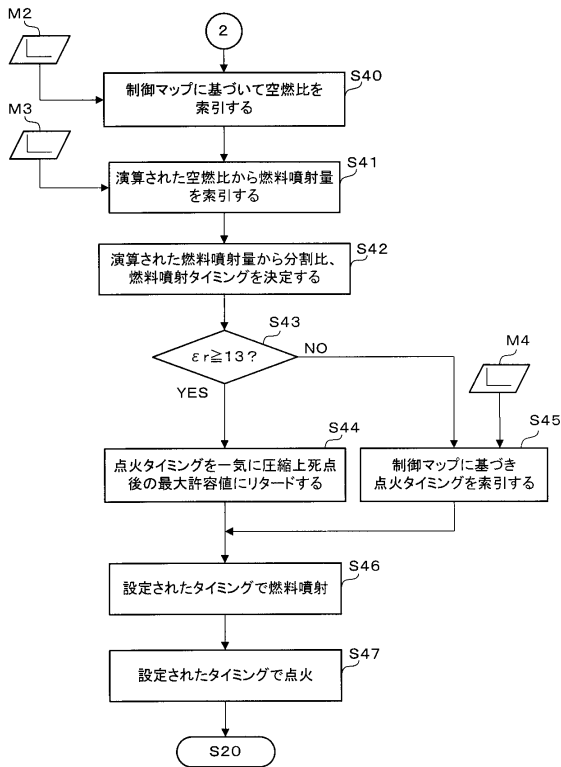 M2
2
S40
制御マップに基づいて空燃比を
索引する
M3
S41
演算された空燃比から燃料噴射量
を索引する
S42
演算された燃料噴射量から分割比、
燃料噴射タイミングを決定する
S43
εr≧13?
NO
YES
M4
S44
点火タイミングを一気に圧縮上死点
後の最大許容値にリタードする
S45
制御マップに基づき
点火タイミングを索引する
S46
設定されたタイミングで燃料噴射
S47
設定されたタイミングで点火
S20